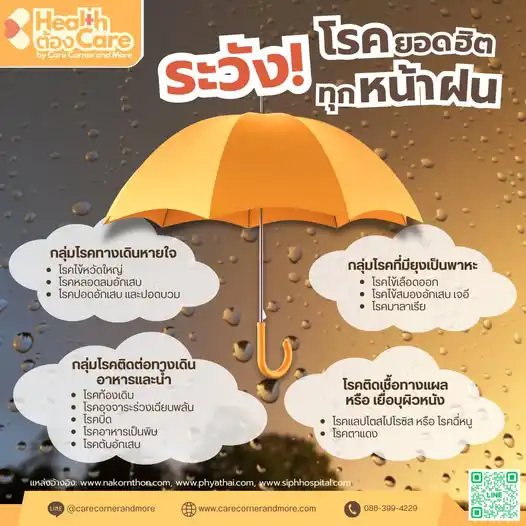 Health
ต้อง Care
by Care Corner and More
ระวัง! โรคยอดฮิต
ทุกหน้าฝน
กลุ่มโรคทางเดินหายใจ
• โรคไข้หวัดใหญ่
• โรคหลอดลมอักเสบ
• โรคปอดอักเสบ และปอดบวม
กลุ่มโรคที่มียุงเป็นพาหะ
• โรคไข้เลือดออก
• โรคไข้สมองอักเสบ เจอี
• โรคมาลาเรีย
กลุ่มโรคติดต่อทางเดิน
อาหารและน้ำ
• โรคท้องเดิน
• โรคอุจจาระร่วงเฉียบพลัน
• โรคบิด
• โรคอาหารเป็นพิษ
• โรคตับอักเสบ
โรคติดเชื้อทางแผล
หรือ เยื่อบุผิวหนัง
• โรคแลปโตสไปโรซิส หรือ โรคฉี่หนู
• โรคตาแดง
แหล่งอ้างอิง: www.nakornthon.com, www.phyathai.com, www.siphhospital.com
LINE
LINE @carecornerandmore
www.carecornerandmore.com
086-399-4229